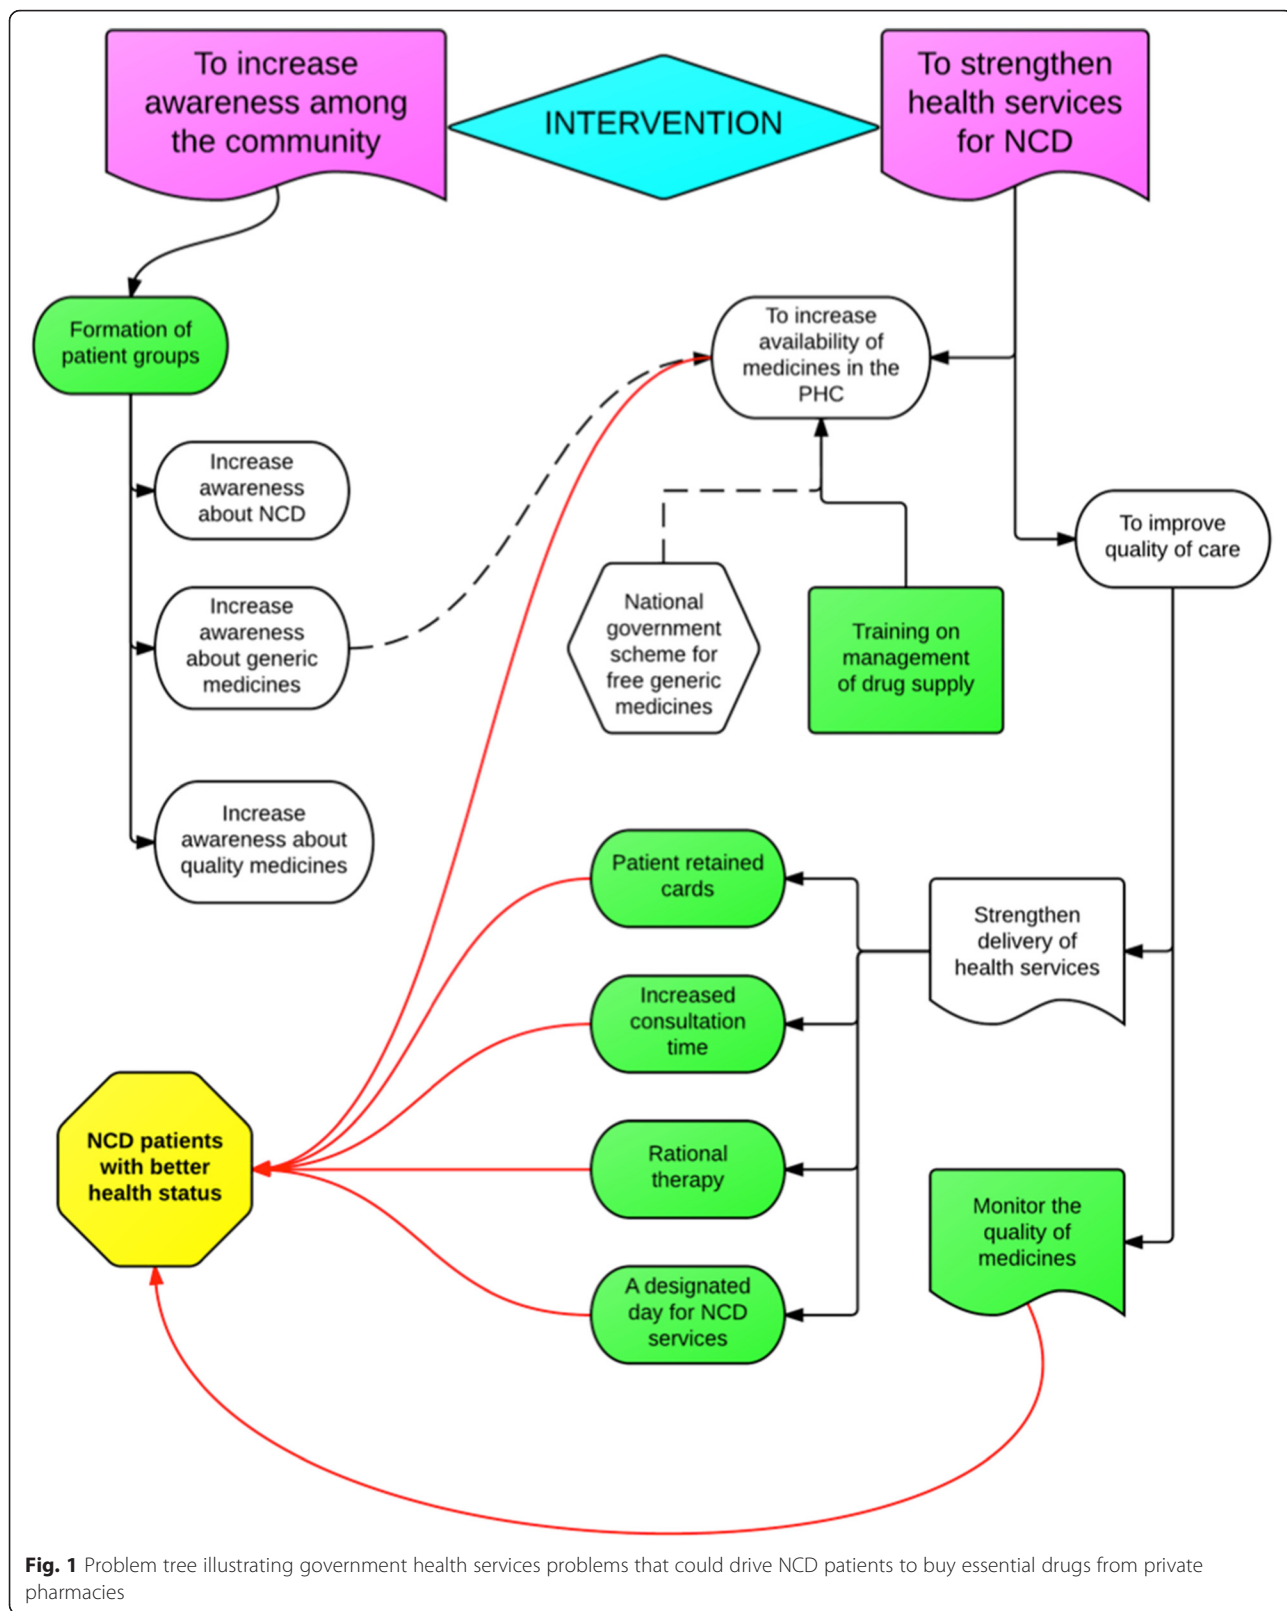 To increase
awareness among
the community
INTERVENTION
To strengthen
health services
for NCD
Formation of
patient groups
To increase
availability of
medicines in the
PHC
Increase
awareness
about NCD
To improve
quality of care
Increase
awareness
about generic
medicines
National
government
scheme for
free generic
medicines
Training on
management
of drug supply
Increase
awareness about
quality medicines
Patient retained
cards
Strengthen
delivery of
health services
Increased
consultation
time
NCD patients
with better
health status
Rational
therapy
Monitor the
quality of
medicines
A designated
day for NCD
services
Fig. 1 Problem tree illustrating government health services problems that could drive NCD patients to buy essential drugs from private
pharmacies